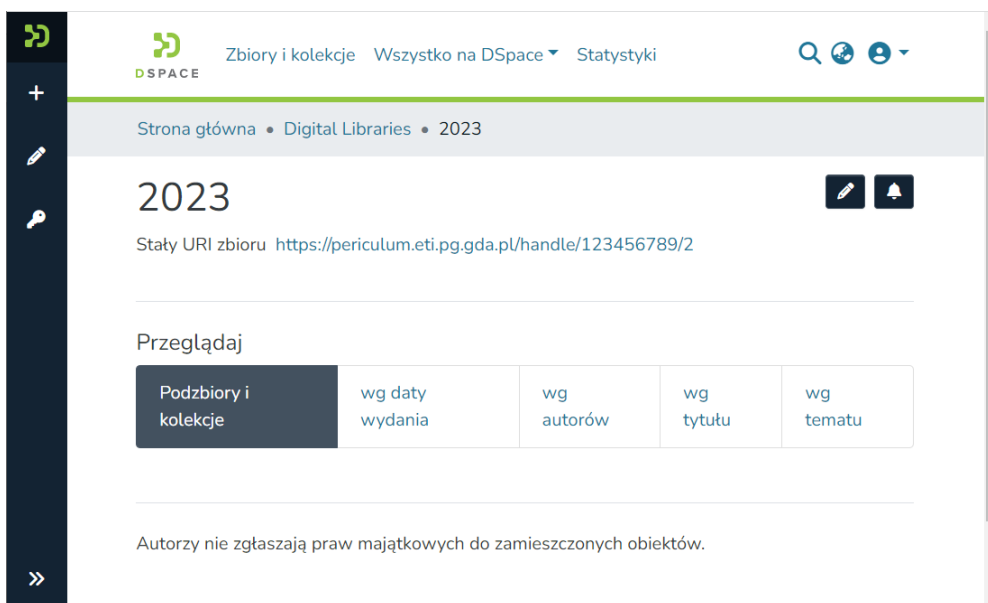 DSPACE
Zbiory i kolekcje Wszystko na DSpace Statystyki
Strona główna • Digital Libraries • 2023
2023
Stały URI zbioru https://periculum.eti.pg.gda.pl/handle/123456789/2
Przeglądaj
Podzbiory i
kolekcje
wg daty
wydania
wg
autorów
wg
tytułu
wg
tematu
Autorzy nie zgłaszają praw majątkowych do zamieszczonych obiektów.